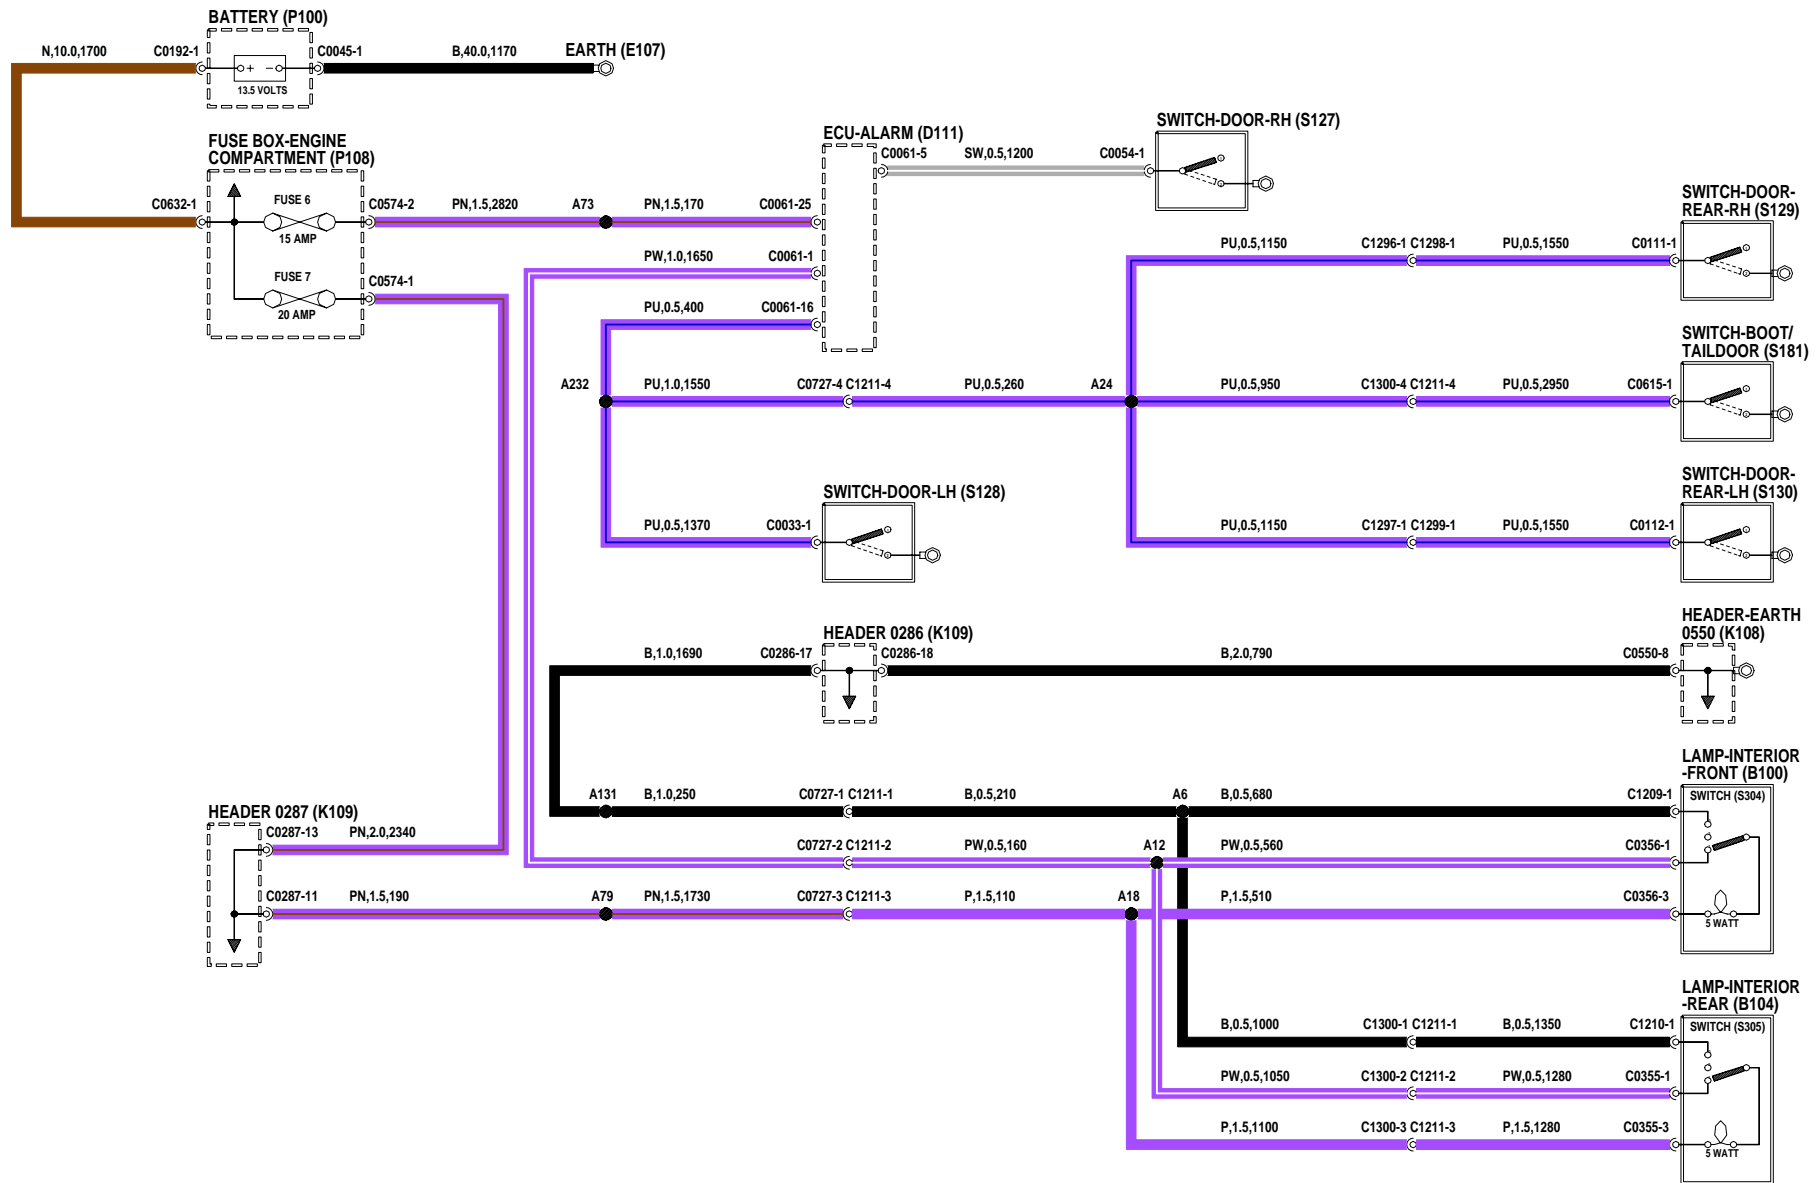 BATTERY (P100)
N,10.0,1700
C0192-1
C0045-1
B,40.0,1170
EARTH (E107)
+ −
13.5 VOLTS
FUSE BOX-ENGINE
COMPARTMENT (P108)
C0632-1
FUSE 6
15 AMP
C0574-2
PN,1.5,2820
A73
PN,1.5,170
C0061-25
FUSE 7
20 AMP
C0574-1
ECU-ALARM (D111)
C0061-5
SW,0.5,1200
C0054-1
SWITCH-DOOR-RH (S127)
PW,1.0,1650
C0061-1
PU,0.5,400
C0061-16
SWITCH-DOOR-
REAR-RH (S129)
PU,0.5,1150
C1296-1 C1298-1
PU,0.5,1550
C0111-1
SWITCH-BOOT/
TAILDOOR (S181)
A232
PU,1.0,1550
C0727-4 C1211-4
PU,0.5,260
A24
PU,0.5,950
C1300-4 C1211-4
PU,0.5,2950
C0615-1
SWITCH-DOOR-LH (S128)
PU,0.5,1370
C0033-1
SWITCH-DOOR-
REAR-LH (S130)
PU,0.5,1150
C1297-1 C1299-1
PU,0.5,1550
C0112-1
HEADER 0286 (K109)
B,1.0,1690
C0286-17
C0286-18
B,2.0,790
C0550-8
HEADER-EARTH
0550 (K108)
LAMP-INTERIOR
-FRONT (B100)
SWITCH (S304)
A131
B,1.0,250
C0727-1 C1211-1
B,0.5,210
A6
B,0.5,680
C1209-1
HEADER 0287 (K109)
C0287-13
PN,2.0,2340
C0727-2 C1211-2
PW,0.5,160
A12
PW,0.5,560
C0356-1
C0287-11
PN,1.5,190
A79
PN,1.5,1730
C0727-3 C1211-3
P,1.5,110
A18
P,1.5,510
C0356-3
5 WATT
LAMP-INTERIOR
-REAR (B104)
SWITCH (S305)
B,0.5,1000
C1300-1 C1211-1
B,0.5,1350
C1210-1
PW,0.5,1050
C1300-2 C1211-2
PW,0.5,1280
C0355-1
P,1.5,1100
C1300-3 C1211-3
P,1.5,1280
C0355-3
5 WATT